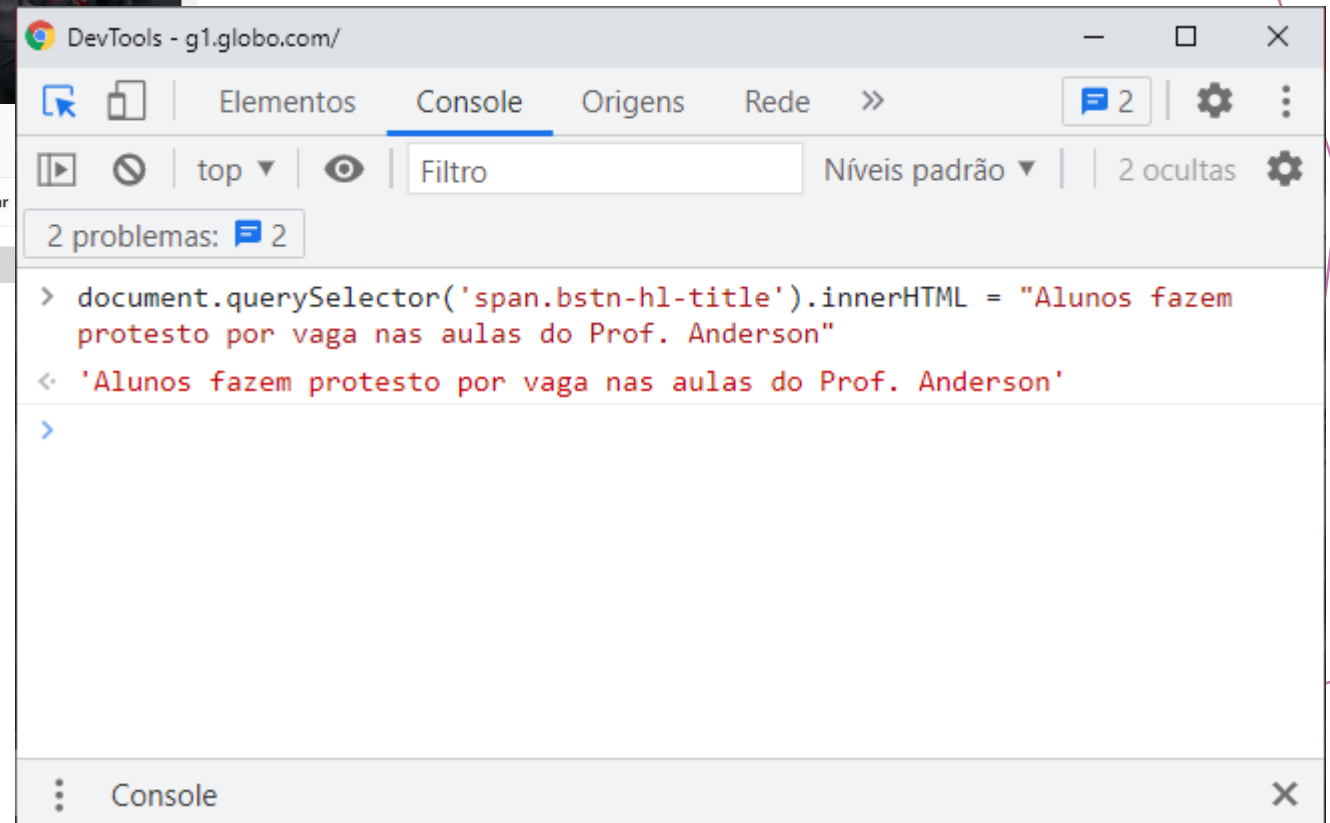 DevTools - g1.globo.com/
Elementos Console Origens Rede 2
top Filtro Níveis padrão 2 ocultas
2 problemas: 2
> document.querySelector('span.bstn-hl-title').innerHTML = "Alunos fazem
protesto por vaga nas aulas do Prof. Anderson"
'Alunos fazem protesto por vaga nas aulas do Prof. Anderson'
>
Console